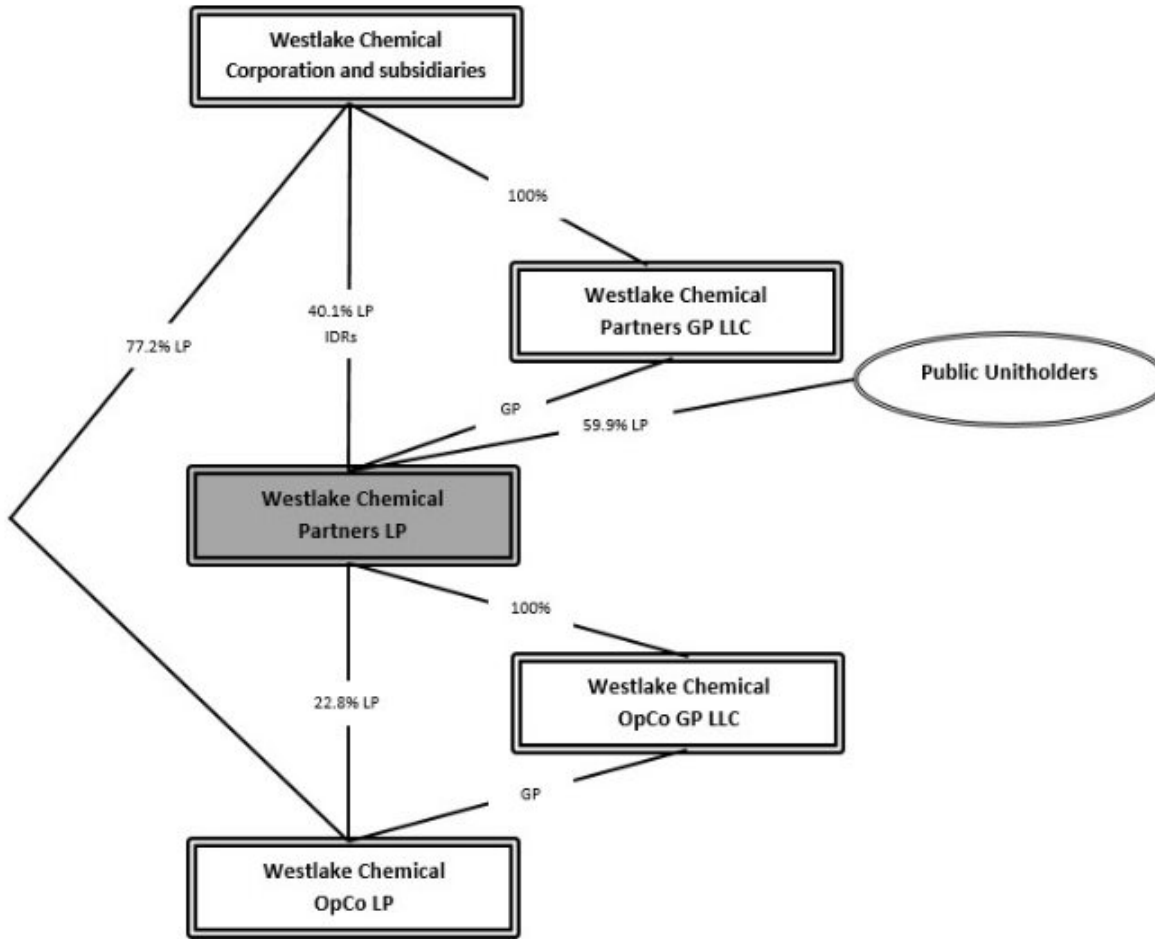 Westlake Chemical
Corporation and subsidiaries
100%
Westlake Chemical
Partners GP LLC
40.1% LP
IDRs
77.2% LP
Public Unitholders
GP
59.9% LP
Westlake Chemical
Partners LP
100%
Westlake Chemical
OpCo GP LLC
22.8% LP
GP
Westlake Chemical
OpCo LP